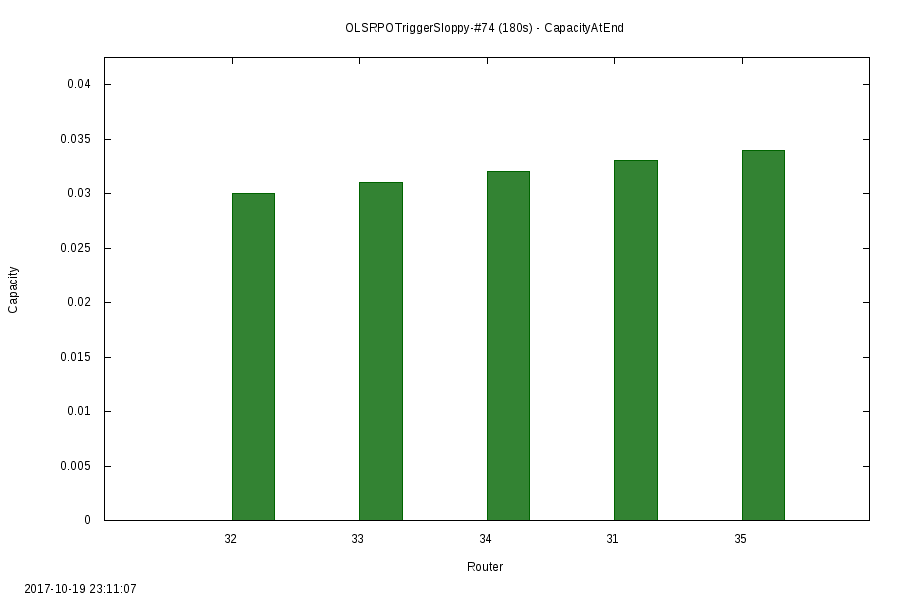 OLSRPOTriggerSloppy-#74 (180s) - CapacityAtEnd
0.04
0.035
0.03
0.025
0.02
0.015
0.01
0.005
0
Capacity
32 33 34 31 35
Router
2017-10-19 23:11:07